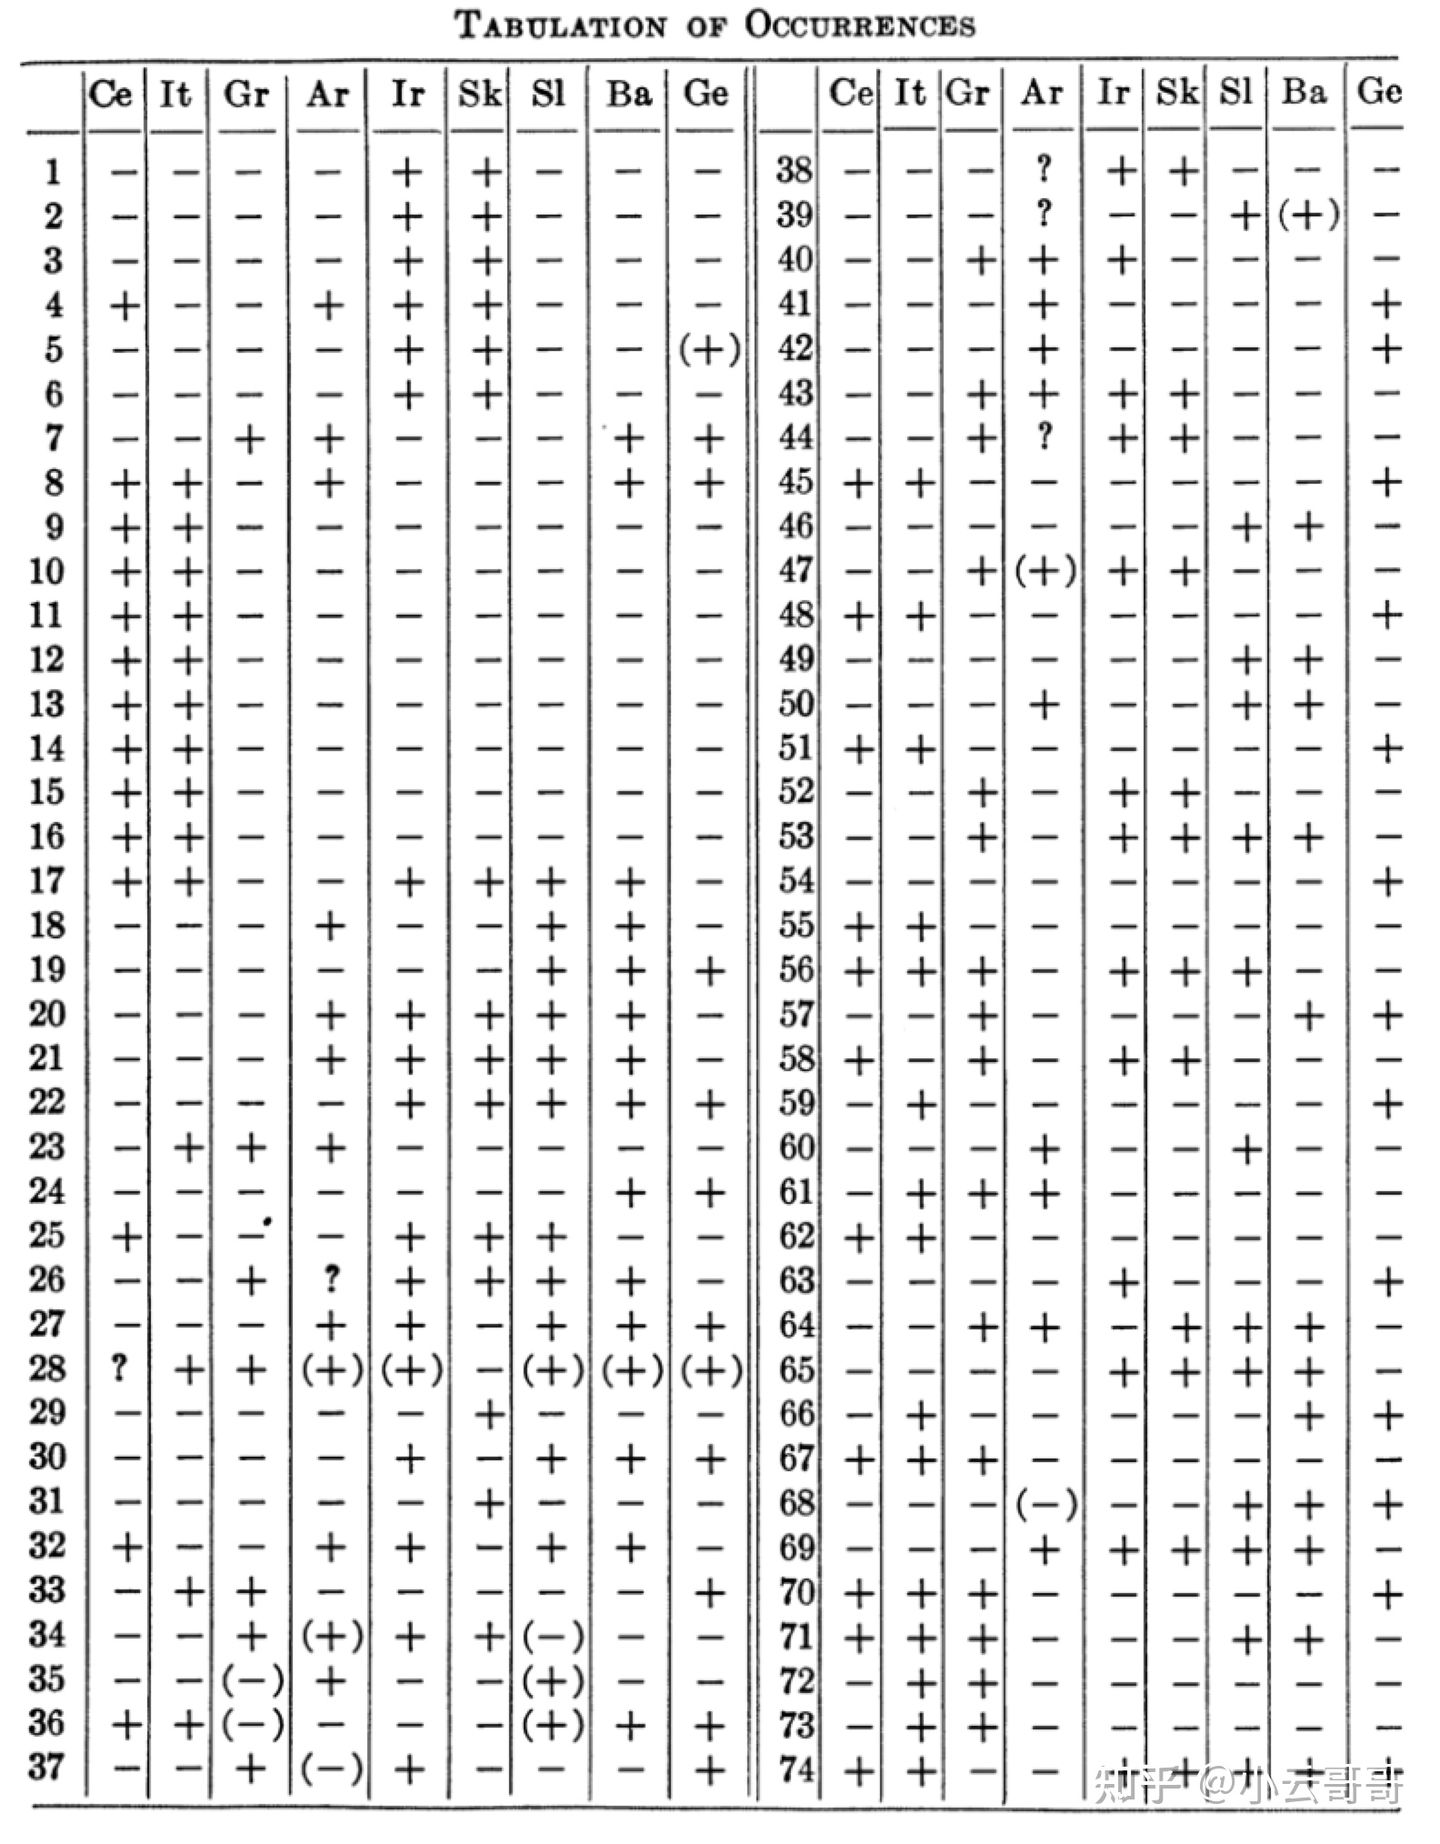 TABULATION OF OCCURRENCES
Ce It Gr Ar Ir Sk Sl Ba Ge Ce It Gr Ar Ir Sk Sl Ba Ge
1 – – – – + + – – – 38 – – – ? + + – – –
2 – – – – + + – – – 39 – – – ? – – + (+) –
3 – – – – + + – – – 40 – – + + + – – – –
4 + – – + + + – – – 41 – – – + – – – – +
5 – – – – + + – – (+) 42 – – – + – – – – +
6 – – – – + + – – – 43 – – + + + + – – –
7 – – + + – – – + + 44 – – + ? + + – – –
8 + + – + – – – + + 45 + + – – – – – – +
9 + + – – – – – – – 46 – – – – – – + + –
10 + + – – – – – – – 47 – – + (+) + + – – –
11 + + – – – – – – – 48 + + – – – – – – +
12 + + – – – – – – – 49 – – – – – – + + –
13 + + – – – – – – – 50 – – – + – – + + –
14 + + – – – – – – – 51 + + – – – – – – +
15 + + – – – – – – – 52 – – + – + + – – –
16 + + – – – – – – – 53 – – + – + + + + –
17 + + – – + + + + – 54 – – – – – – – – +
18 – – – + – – + + – 55 + + – – – – – – –
19 – – – – – – + + + 56 + + + – + + + – –
20 – – – + + + + + – 57 – – + – – – – + +
21 – – – + + + + + – 58 + – + – + + – – –
22 – – – – + + + + + 59 – + – – – – – – +
23 – + + + – – – – – 60 – – – + – – + – –
24 – – – – – – – + + 61 – + + + – – – – –
25 + – – – + + + – – 62 + + – – – – – – –
26 – – + ? + + + + – 63 – – – – + – – – +
27 – – – + + – + + + 64 – – + + – + + + –
28 ? + + (+) (+) – (+) (+) (+) 65 – – – – + + + + –
29 – – – – – + – – – 66 – + – – – – – + +
30 – – – – + – + + + 67 + + + – – – – – –
31 – – – – – + – – – 68 – – – (–) – – + + +
32 + – – + + – + + – 69 – – – + + + + + –
33 – + + – – – – – + 70 + + + – – – – – +
34 – – + (+) + + (–) – – 71 + + + – – – + + –
35 – – (–) + – – (+) – – 72 – + + – – – – – –
36 + + (–) – – – (+) + + 73 – + + – – – – – –
37 – – + (–) + – – – + 74 + + – – + + + + +
知乎 @小云哥哥